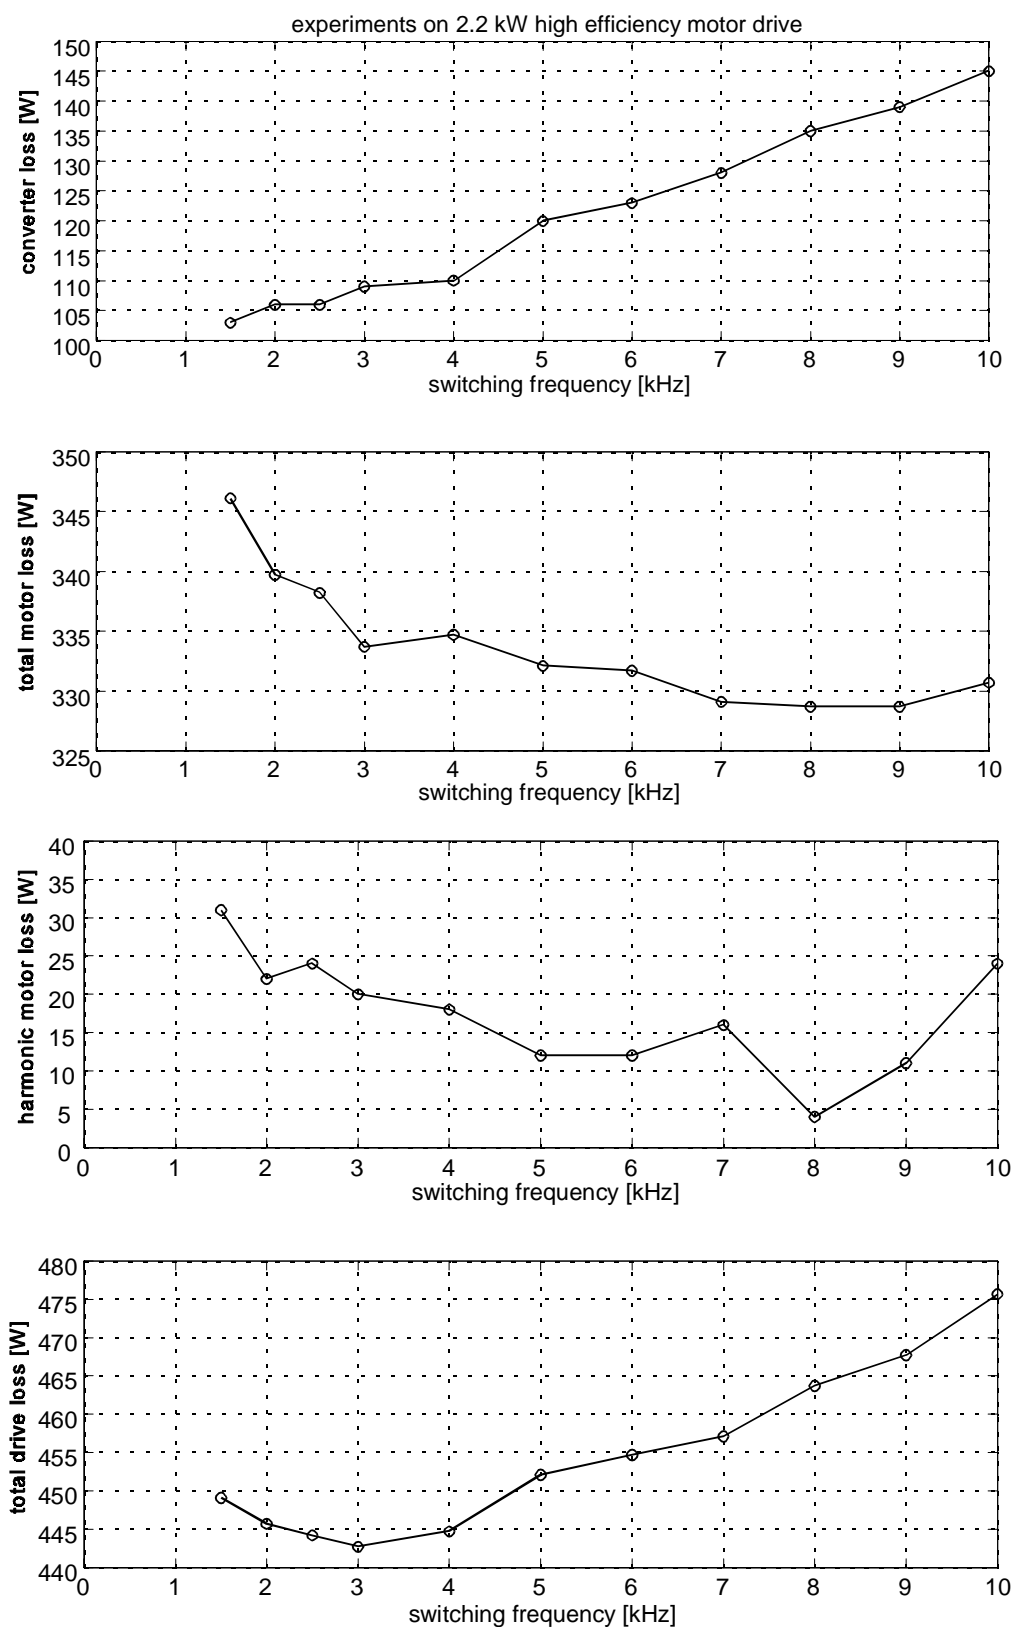 experiments on 2.2 kW high efficiency motor drive
150
145
140
135
130
125
120
115
110
105
100
converter loss [W]
0 1 2 3 4 5 6 7 8 9 10
switching frequency [kHz]
350
345
340
335
330
325
total motor loss [W]
0 1 2 3 4 5 6 7 8 9 10
switching frequency [kHz]
40
35
30
25
20
15
10
5
0
harmonic motor loss [W]
0 1 2 3 4 5 6 7 8 9 10
switching frequency [kHz]
480
475
470
465
460
455
450
445
440
total drive loss [W]
0 1 2 3 4 5 6 7 8 9 10
switching frequency [kHz]